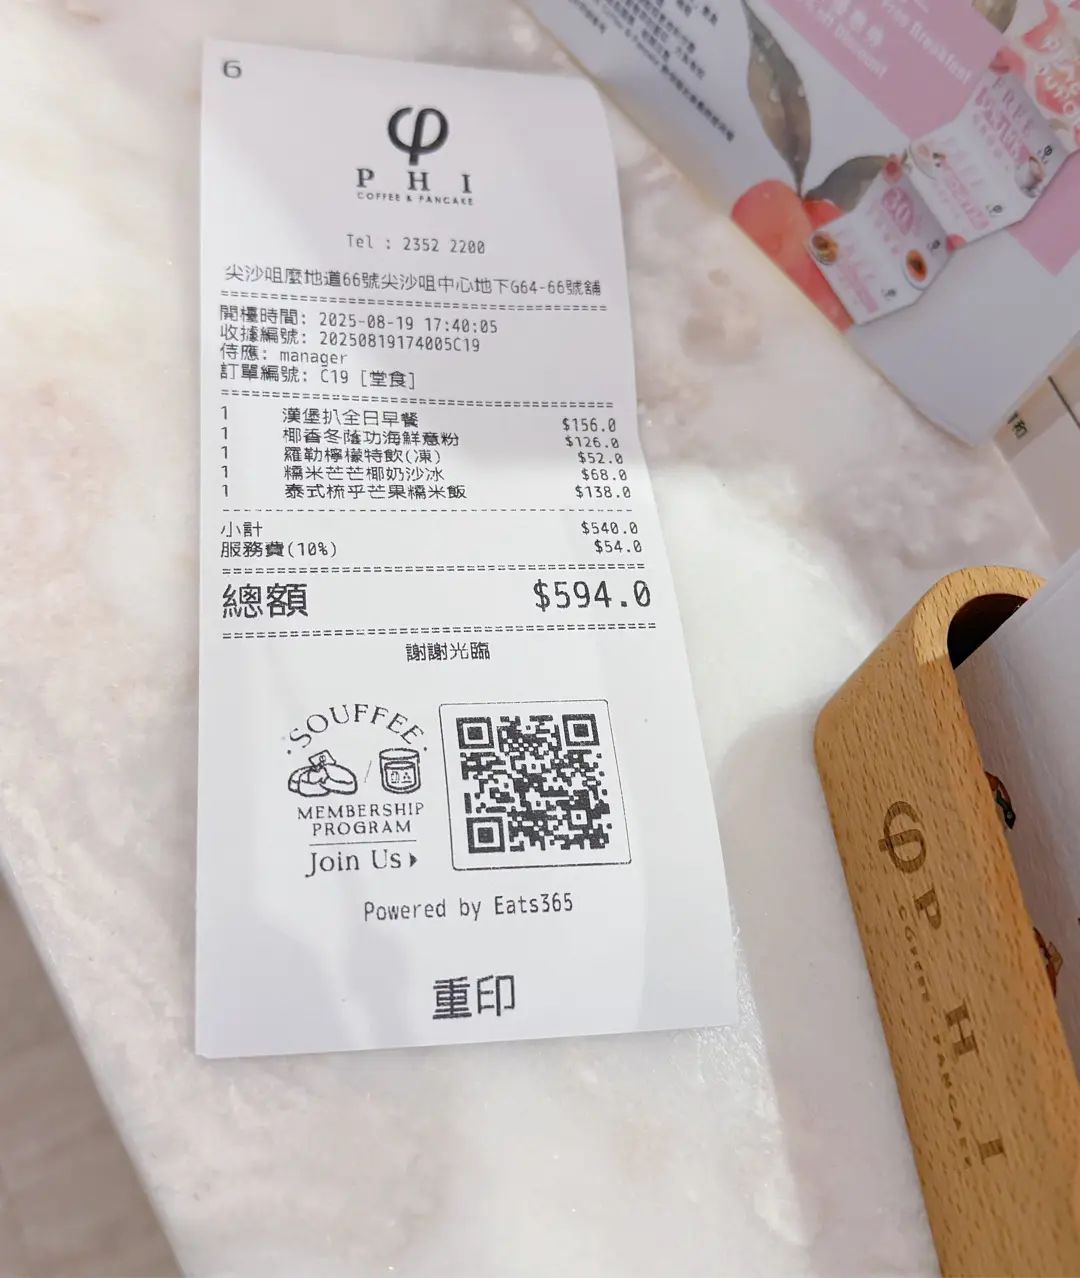 6
φ
PHI
COFFEE & PANCAKE
Tel : 2352 2200
尖沙咀麼地道66號尖沙咀中心地下G64-66號舖
開檯時間: 2025-08-19 17:40:05
收據編號: 20250819174005C19
侍應: manager
訂單編號: C19 [堂食]
1 漢堡扒全日早餐 $156.0
1 椰香冬蔭功海鮮意粉 $126.0
1 羅勒檸檬特飲(凍) $52.0
1 糯米芒芒椰奶沙冰 $68.0
1 泰式梳乎芒果糯米飯 $138.0
小計 $540.0
服務費(10%) $54.0
總額 $594.0
謝謝光臨
SOUFFEE
MEMBERSHIP
PROGRAM
Join Us
Powered by Eats365
重印
Free Breakfast
off Discount
FREE
30%
φ PHI
COFFEE & PANCAKE